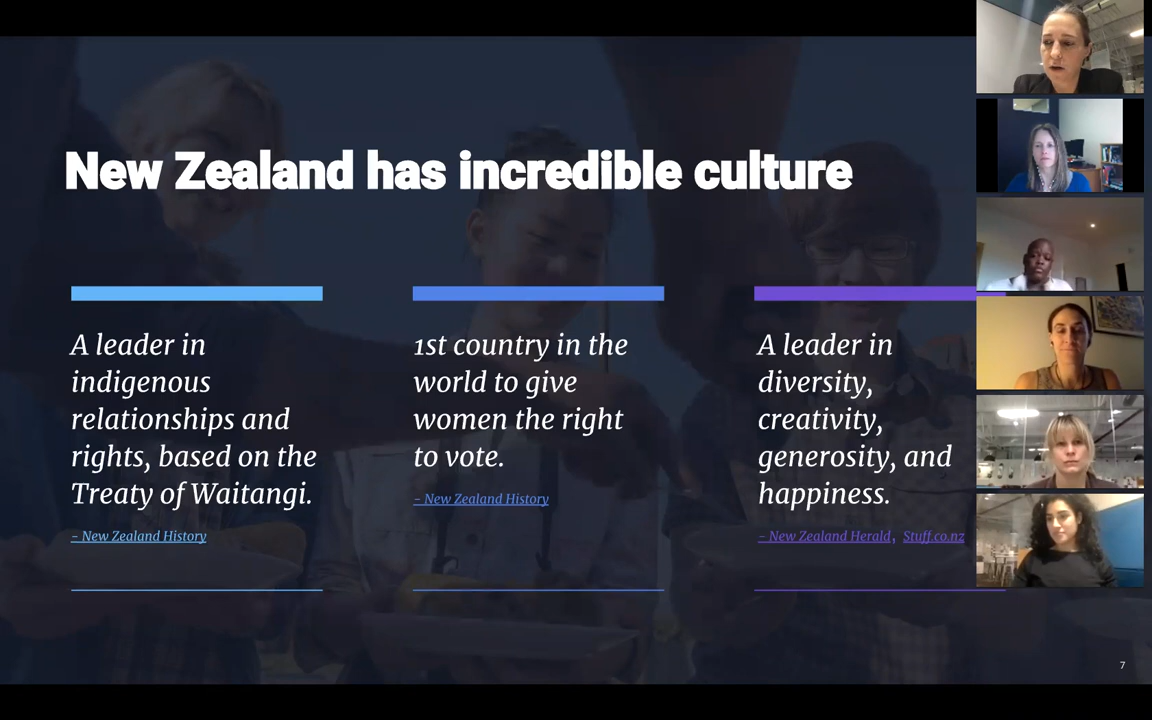 New Zealand has incredible culture
A leader in
indigenous
relationships and
rights, based on the
Treaty of Waitangi.
- New Zealand History
1st country in the
world to give
women the right
to vote.
- New Zealand History
A leader in
diversity,
creativity,
generosity, and
happiness.
- New Zealand Herald, Stuff.co.nz
7